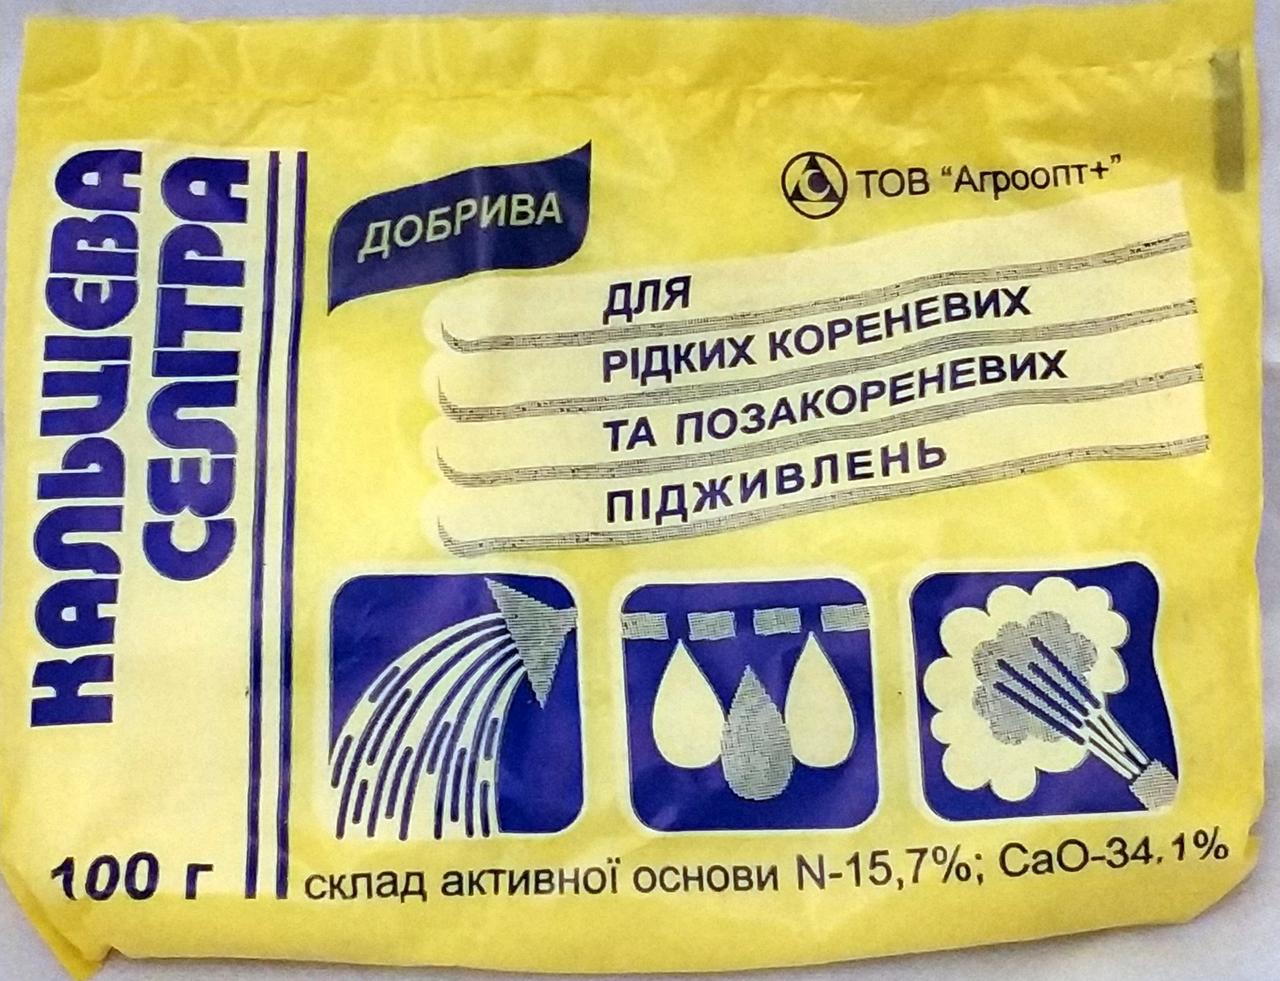 КАЛЬЦІЄВА
СЕЛІТРА
ДОБРИВА
ТОВ "Агроопт+"
ДЛЯ
РІДКИХ КОРЕНЕВИХ
ТА ПОЗАКОРЕНЕВИХ
ПІДЖИВЛЕНЬ
100 г
склад активної основи N-15,7%; CaO-34.1%